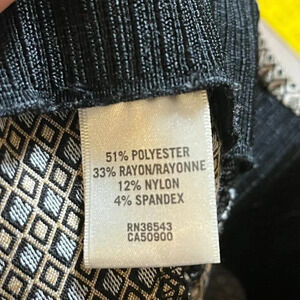 51% POLYESTER
33% RAYON/RAYONNE
12% NYLON
4% SPANDEX
RN36543
CA50900